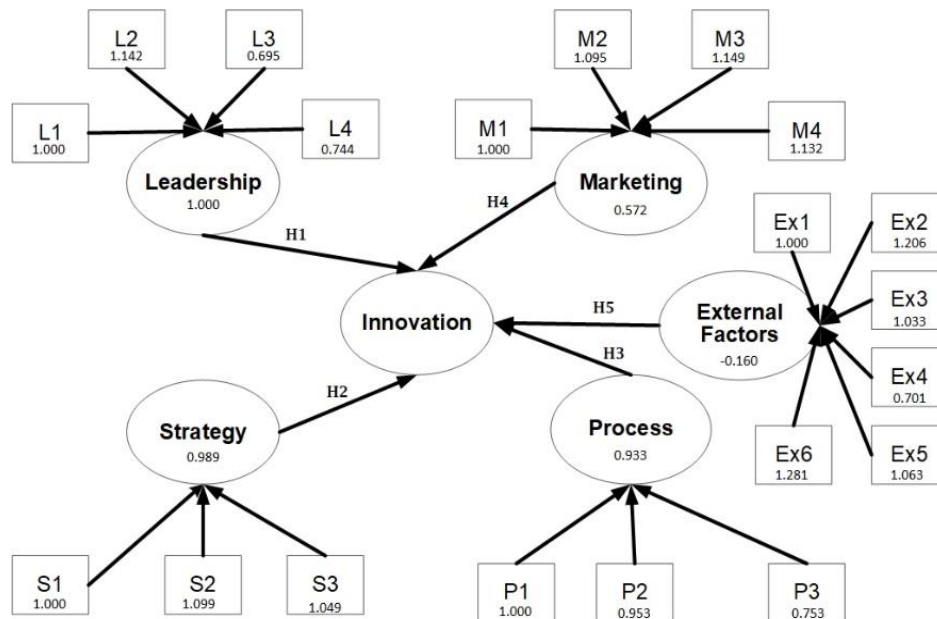 L2
1.142
L3
0.695
L1
1.000
L4
0.744
Leadership
1.000
M2
1.095
M3
1.149
M1
1.000
M4
1.132
Marketing
0.572
H1
H4
Ex1
1.000
Ex2
1.206
Ex3
1.033
Ex4
0.701
Ex5
1.063
Ex6
1.281
External
Factors
-0.160
H5
Innovation
H3
H2
Strategy
0.989
Process
0.933
S1
1.000
S2
1.099
S3
1.049
P1
1.000
P2
0.953
P3
0.753